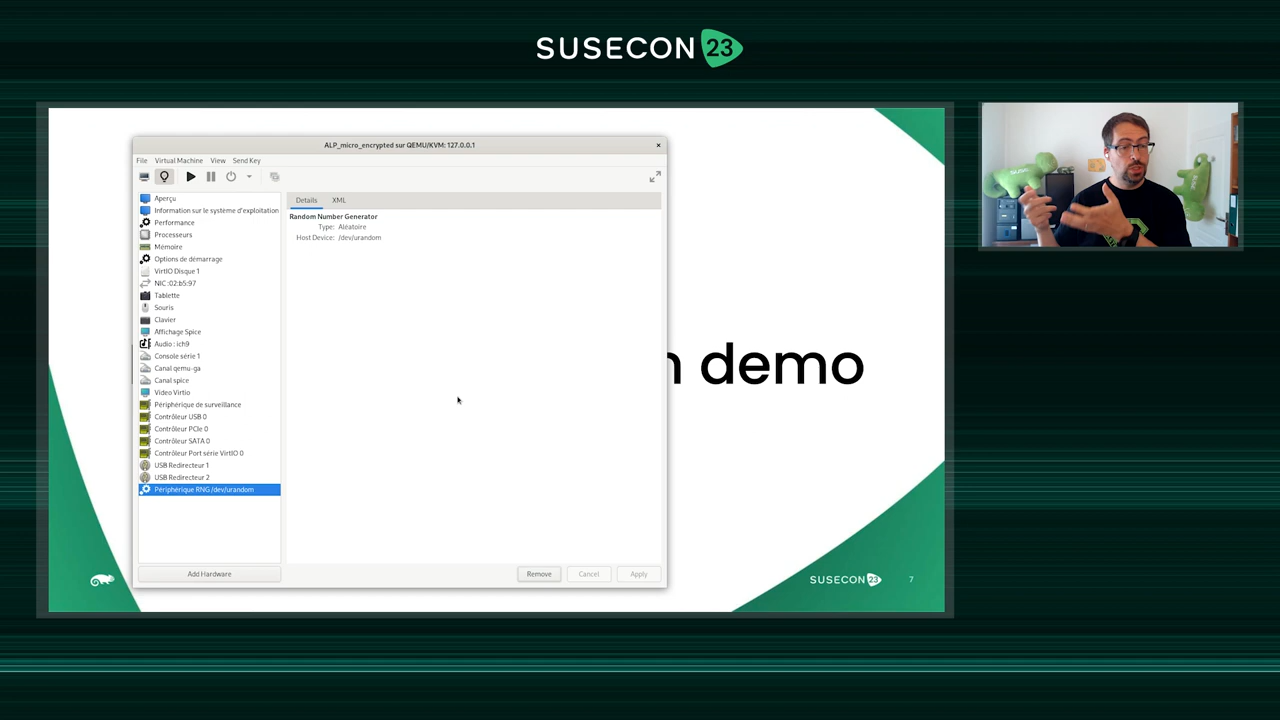 SUSECON 23
ALP_micro_encrypted sur QEMU/KVM: 127.0.0.1
File Virtual Machine View Send Key
Aperçu
Information sur le système d'exploitation
Performance
Processeurs
Mémoire
Options de démarrage
VirtIO Disque 1
NIC :02:b5:97
Tablette
Souris
Clavier
Affichage Spice
Audio : ich9
Console série 1
Canal qemu-ga
Canal spice
Vidéo Virtio
Périphérique de surveillance
Contrôleur USB 0
Contrôleur PCIe 0
Contrôleur SATA 0
Contrôleur Port série VirtIO 0
USB Redirecteur 1
USB Redirecteur 2
Périphérique RNG /dev/urandom
Add Hardware
Details XML
Random Number Generator
Type: Aléatoire
Host Device: /dev/urandom
Remove Cancel Apply
demo
SUSECON 23 7